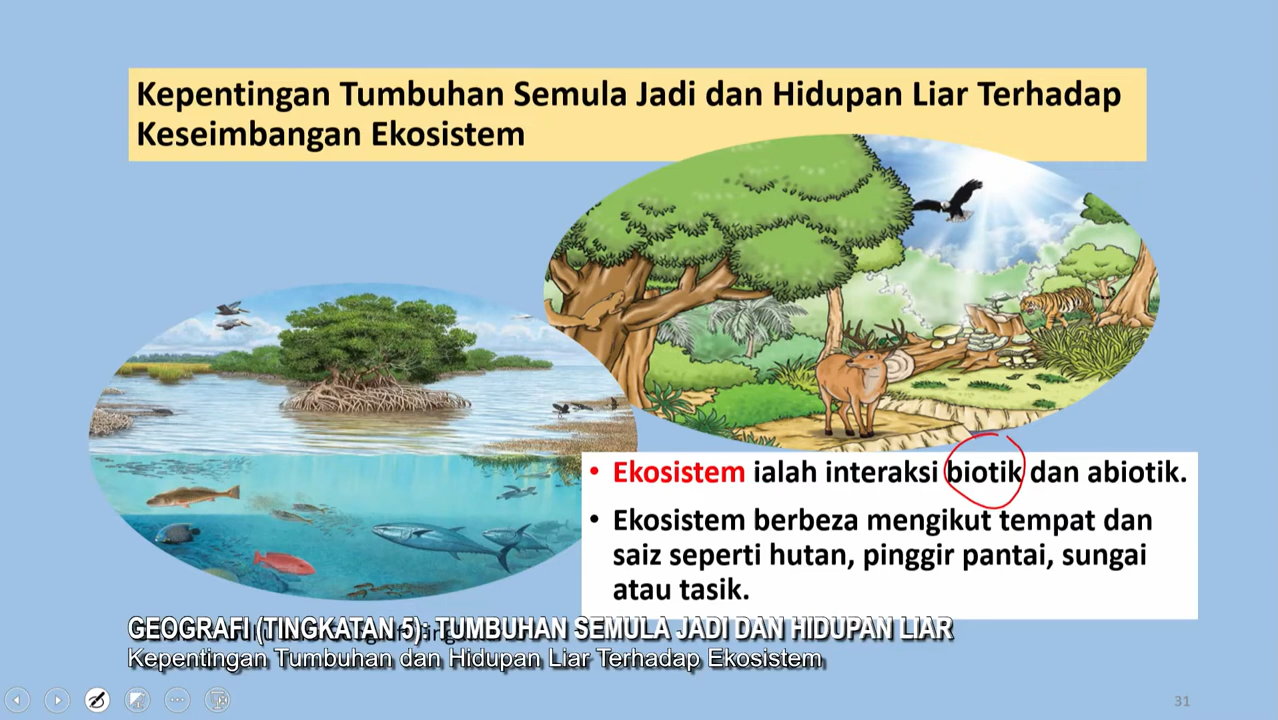 Kepentingan Tumbuhan Semula Jadi dan Hidupan Liar Terhadap
Keseimbangan Ekosistem
• Ekosistem ialah interaksi biotik dan abiotik.
• Ekosistem berbeza mengikut tempat dan
saiz seperti hutan, pinggir pantai, sungai
atau tasik.
GEOGRAFI (TINGKATAN 5): TUMBUHAN SEMULA JADI DAN HIDUPAN LIAR
Kepentingan Tumbuhan dan Hidupan Liar Terhadap Ekosistem
31